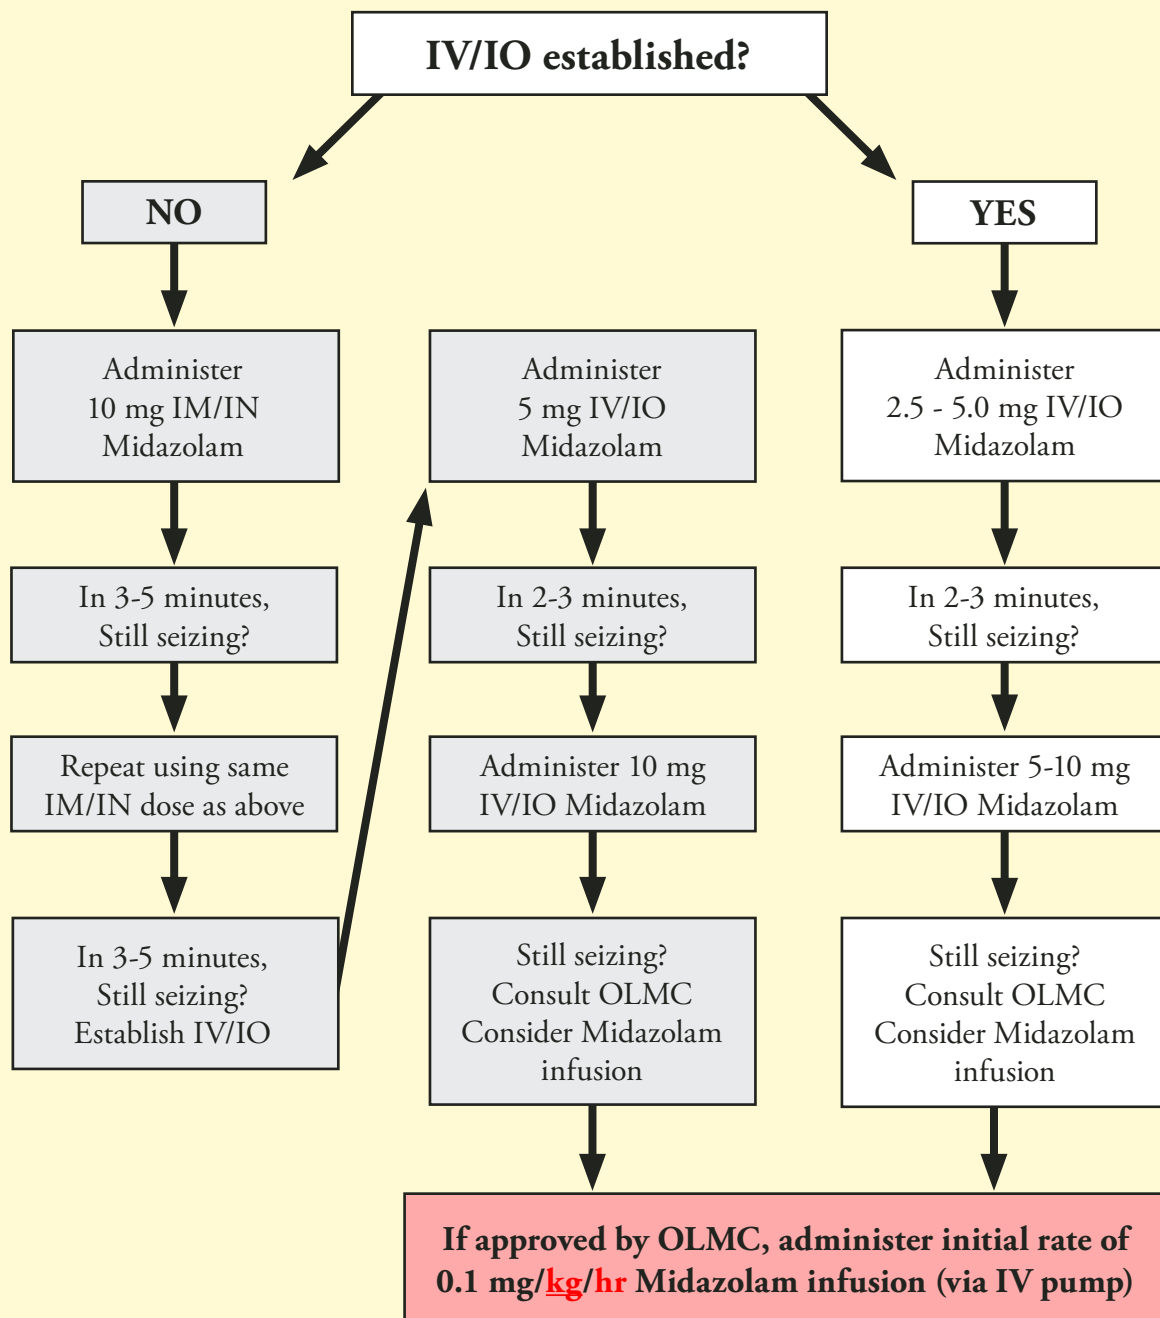 IV/IO established?
NO
YES
Administer
10 mg IM/IN
Midazolam
In 3-5 minutes,
Still seizing?
Repeat using same
IM/IN dose as above
In 3-5 minutes,
Still seizing?
Establish IV/IO
Administer
5 mg IV/IO
Midazolam
In 2-3 minutes,
Still seizing?
Administer 10 mg
IV/IO Midazolam
Still seizing?
Consult OLMC
Consider Midazolam
infusion
Administer
2.5 - 5.0 mg IV/IO
Midazolam
In 2-3 minutes,
Still seizing?
Administer 5-10 mg
IV/IO Midazolam
Still seizing?
Consult OLMC
Consider Midazolam
infusion
If approved by OLMC, administer initial rate of
0.1 mg/kg/hr Midazolam infusion (via IV pump)